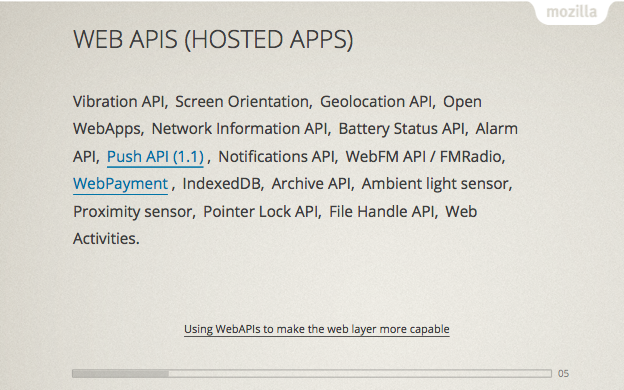 mozilla
WEB APIS (HOSTED APPS)
Vibration API, Screen Orientation, Geolocation API, Open
WebApps, Network Information API, Battery Status API, Alarm
API, Push API (1.1) , Notifications API, WebFM API / FMRadio,
WebPayment , IndexedDB, Archive API, Ambient light sensor,
Proximity sensor, Pointer Lock API, File Handle API, Web
Activities.
Using WebAPIs to make the web layer more capable
05